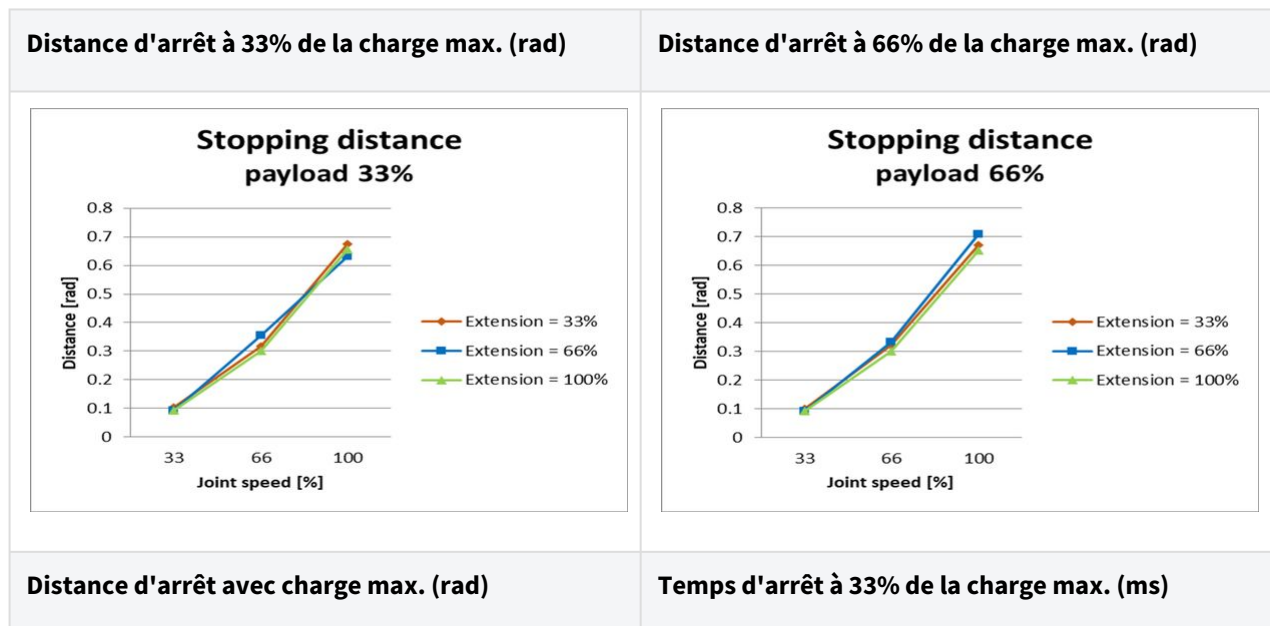 Distance d'arrêt à 33% de la charge max. (rad)
Distance d'arrêt à 66% de la charge max. (rad)
Stopping distance
payload 33%
0.8
0.7
0.6
0.5
0.4
0.3
0.2
0.1
0
Distance [rad]
33
66
100
Joint speed [%]
Extension = 33%
Extension = 66%
Extension = 100%
Stopping distance
payload 66%
0.8
0.7
0.6
0.5
0.4
0.3
0.2
0.1
0
Distance [rad]
33
66
100
Joint speed [%]
Extension = 33%
Extension = 66%
Extension = 100%
Distance d'arrêt avec charge max. (rad)
Temps d'arrêt à 33% de la charge max. (ms)